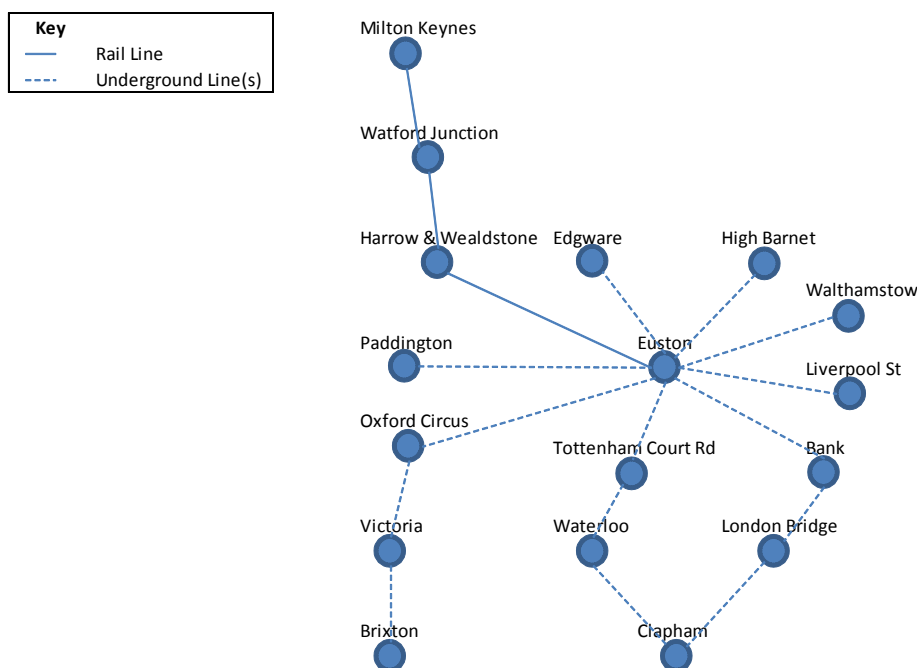 Key
Rail Line
Underground Line(s)
Milton Keynes
Watford Junction
Harrow & Wealdstone
Edgware
High Barnet
Walthamstow
Paddington
Euston
Liverpool St
Oxford Circus
Tottenham Court Rd
Bank
Victoria
Waterloo
London Bridge
Brixton
Clapham